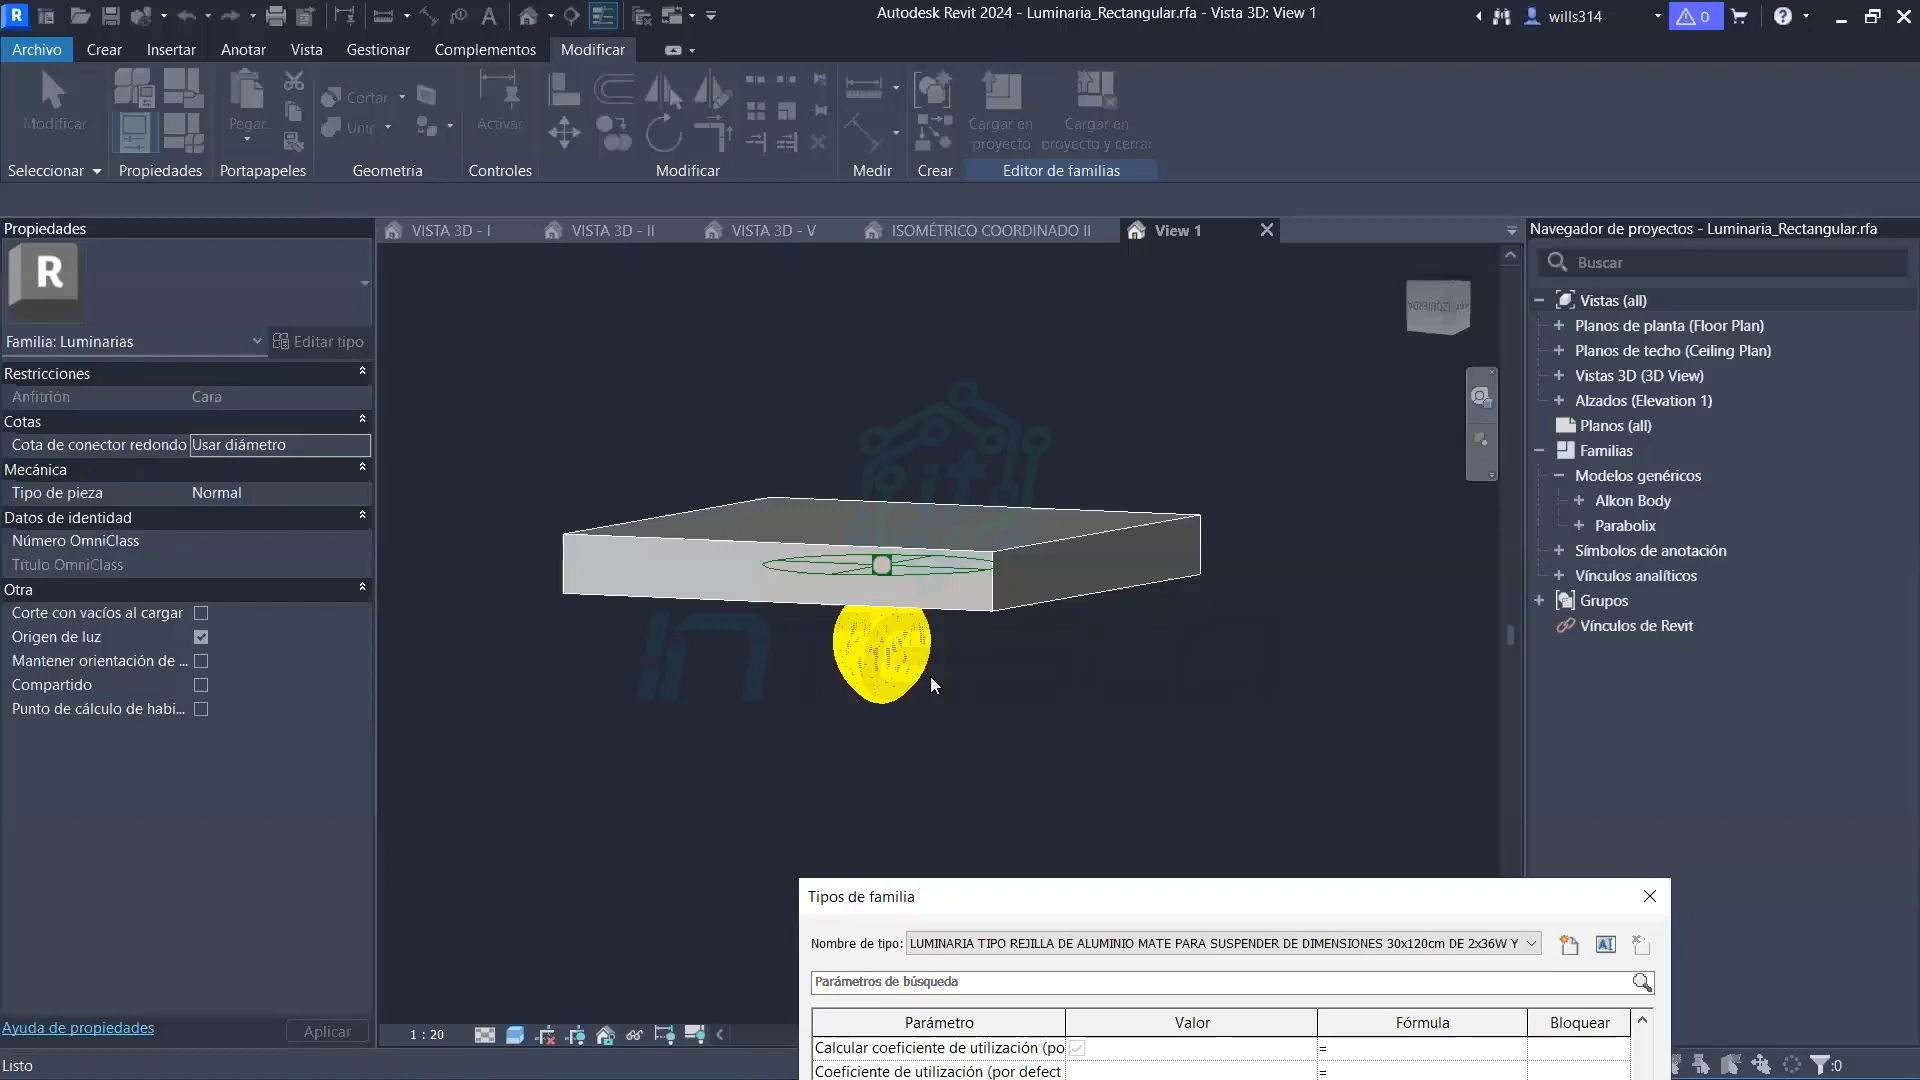 Autodesk Revit 2024 - Luminaria_Rectangular.rfa - Vista 3D: View 1
wills314
0
Archivo Crear Insertar Anotar Vista Gestionar Complementos Modificar
Modificar
Pegar
Cortar
Unir
Activar
Cargar en proyecto
Cargar en proyecto y cerrar
Seleccionar Propiedades Portapapeles Geometría Controles Modificar Medir Crear Editor de familias
Propiedades
R
Familia: Luminarias
Editar tipo
Restricciones
Anfitrión Cara
Cotas
Cota de conector redondo Usar diámetro
Mecánica
Tipo de pieza Normal
Datos de identidad
Número OmniClass
Título OmniClass
Otra
Corte con vacíos al cargar
Origen de luz
Mantener orientación de ...
Compartido
Punto de cálculo de habi...
Ayuda de propiedades
Aplicar
Listo
VISTA 3D - I VISTA 3D - II VISTA 3D - V ISOMÉTRICO COORDINADO II View 1
it
in
1 : 20
Navegador de proyectos - Luminaria_Rectangular.rfa
Buscar
Vistas (all)
Planos de planta (Floor Plan)
Planos de techo (Ceiling Plan)
Vistas 3D (3D View)
Alzados (Elevation 1)
Planos (all)
Familias
Modelos genéricos
Alkon Body
Parabolix
Símbolos de anotación
Vínculos analíticos
Grupos
Vínculos de Revit
Tipos de familia
Nombre de tipo: LUMINARIA TIPO REJILLA DE ALUMINIO MATE PARA SUSPENDER DE DIMENSIONES 30x120cm DE 2x36W Y
Parámetros de búsqueda
Parámetro Valor Fórmula Bloquear
Calcular coeficiente de utilización (po =
Coeficiente de utilización (por defect =
:0